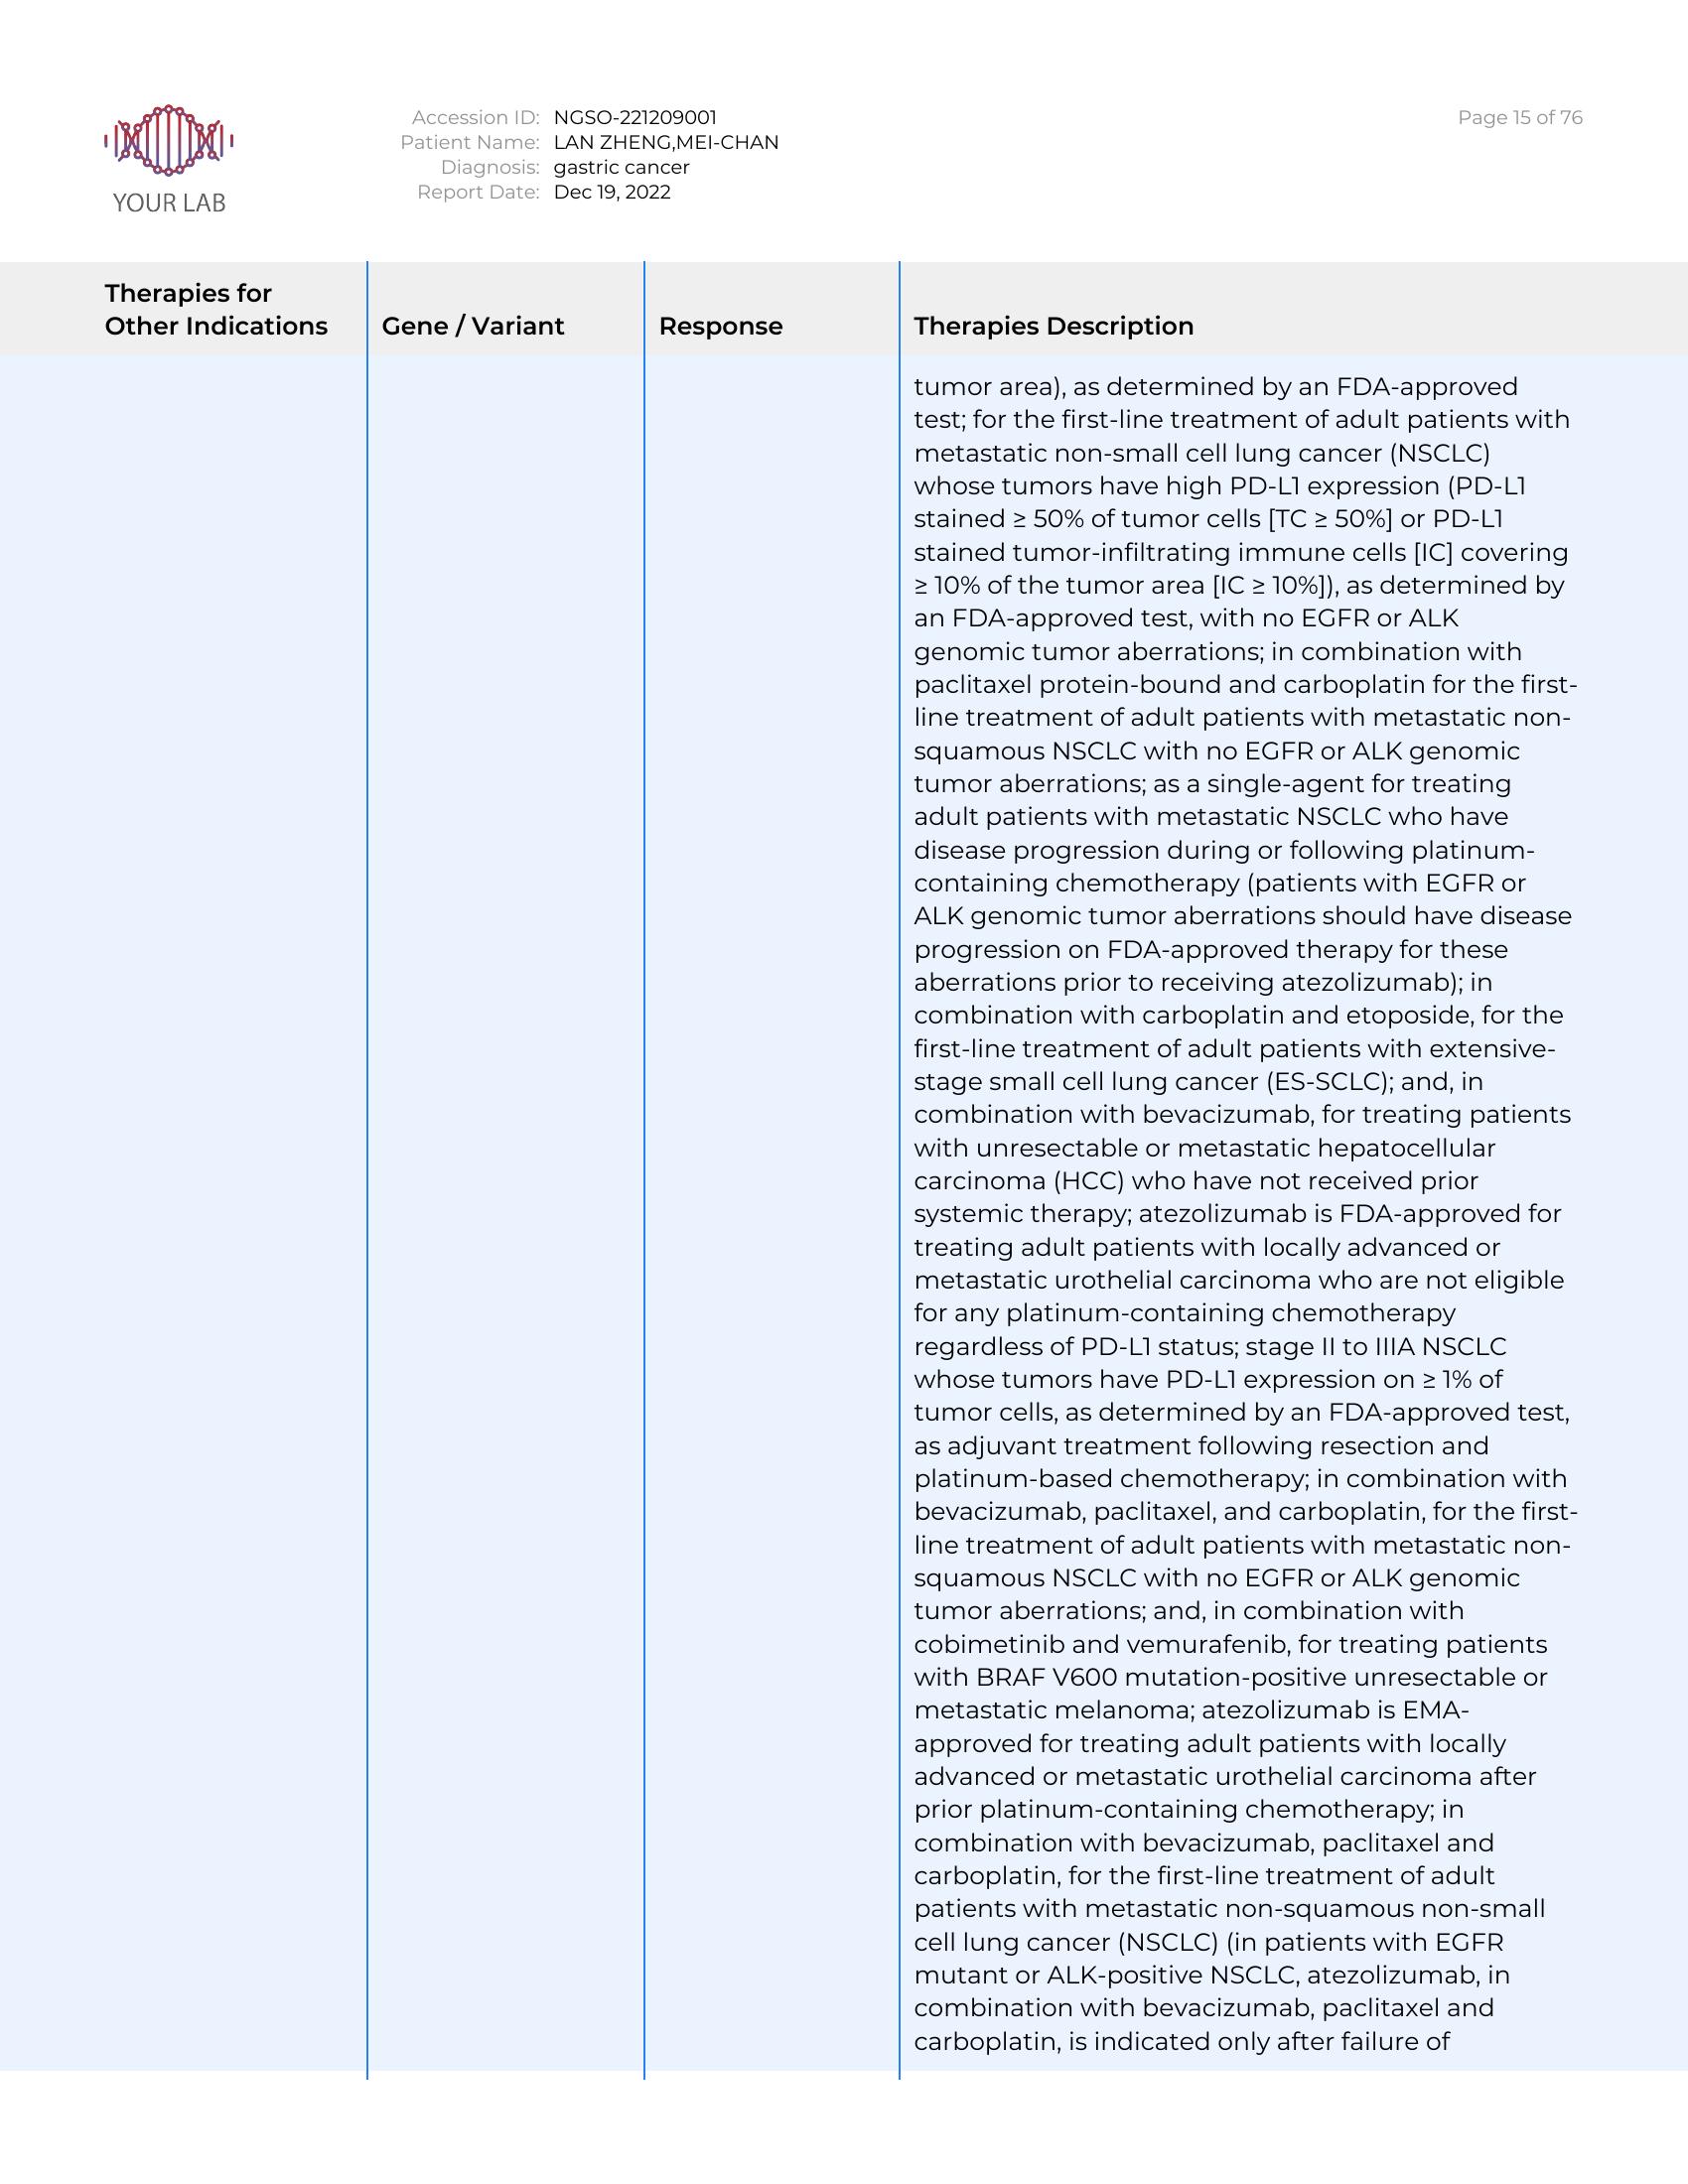 YOUR LAB
Accession ID: NGSO-221209001
Patient Name: LAN ZHENG,MEI-CHAN
Diagnosis: gastric cancer
Report Date: Dec 19, 2022
Page 15 of 76
Therapies for
Other Indications
Gene / Variant
Response
Therapies Description
tumor area), as determined by an FDA-approved
test; for the first-line treatment of adult patients with
metastatic non-small cell lung cancer (NSCLC)
whose tumors have high PD-L1 expression (PD-L1
stained ≥ 50% of tumor cells [TC ≥ 50%] or PD-L1
stained tumor-infiltrating immune cells [IC] covering
≥ 10% of the tumor area [IC ≥ 10%]), as determined by
an FDA-approved test, with no EGFR or ALK
genomic tumor aberrations; in combination with
paclitaxel protein-bound and carboplatin for the first-
line treatment of adult patients with metastatic non-
squamous NSCLC with no EGFR or ALK genomic
tumor aberrations; as a single-agent for treating
adult patients with metastatic NSCLC who have
disease progression during or following platinum-
containing chemotherapy (patients with EGFR or
ALK genomic tumor aberrations should have disease
progression on FDA-approved therapy for these
aberrations prior to receiving atezolizumab); in
combination with carboplatin and etoposide, for the
first-line treatment of adult patients with extensive-
stage small cell lung cancer (ES-SCLC); and, in
combination with bevacizumab, for treating patients
with unresectable or metastatic hepatocellular
carcinoma (HCC) who have not received prior
systemic therapy; atezolizumab is FDA-approved for
treating adult patients with locally advanced or
metastatic urothelial carcinoma who are not eligible
for any platinum-containing chemotherapy
regardless of PD-L1 status; stage II to IIIA NSCLC
whose tumors have PD-L1 expression on ≥ 1% of
tumor cells, as determined by an FDA-approved test,
as adjuvant treatment following resection and
platinum-based chemotherapy; in combination with
bevacizumab, paclitaxel, and carboplatin, for the first-
line treatment of adult patients with metastatic non-
squamous NSCLC with no EGFR or ALK genomic
tumor aberrations; and, in combination with
cobimetinib and vemurafenib, for treating patients
with BRAF V600 mutation-positive unresectable or
metastatic melanoma; atezolizumab is EMA-
approved for treating adult patients with locally
advanced or metastatic urothelial carcinoma after
prior platinum-containing chemotherapy; in
combination with bevacizumab, paclitaxel and
carboplatin, for the first-line treatment of adult
patients with metastatic non-squamous non-small
cell lung cancer (NSCLC) (in patients with EGFR
mutant or ALK-positive NSCLC, atezolizumab, in
combination with bevacizumab, paclitaxel and
carboplatin, is indicated only after failure of